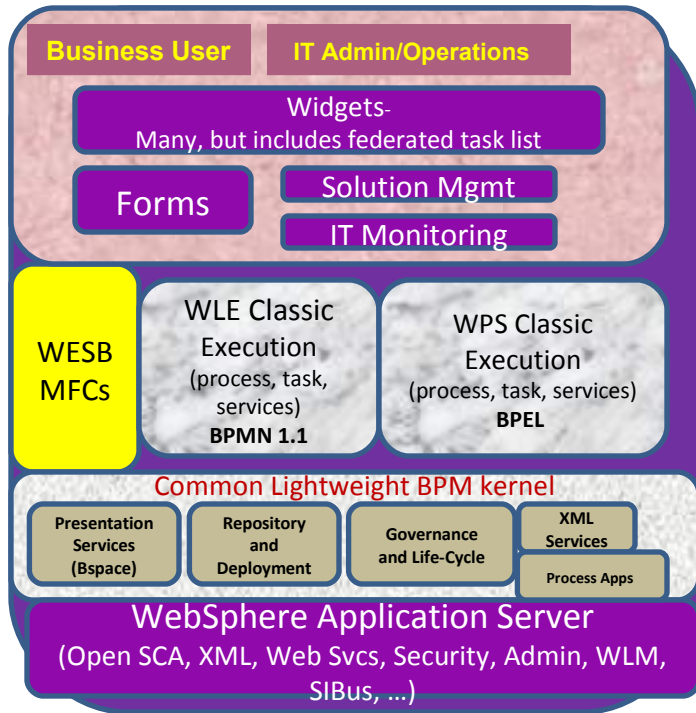 Business User
IT Admin/Operations
Widgets-
Many, but includes federated task list
Forms
Solution Mgmt
IT Monitoring
WESB
MFCs
WLE Classic
Execution
(process, task,
services)
BPMN 1.1
WPS Classic
Execution
(process, task, services)
BPEL
Common Lightweight BPM kernel
Presentation
Services
(Bspace)
Repository
and
Deployment
Governance
and Life-Cycle
XML
Services
Process Apps
WebSphere Application Server
(Open SCA, XML, Web Svcs, Security, Admin, WLM,
SIBus, …)